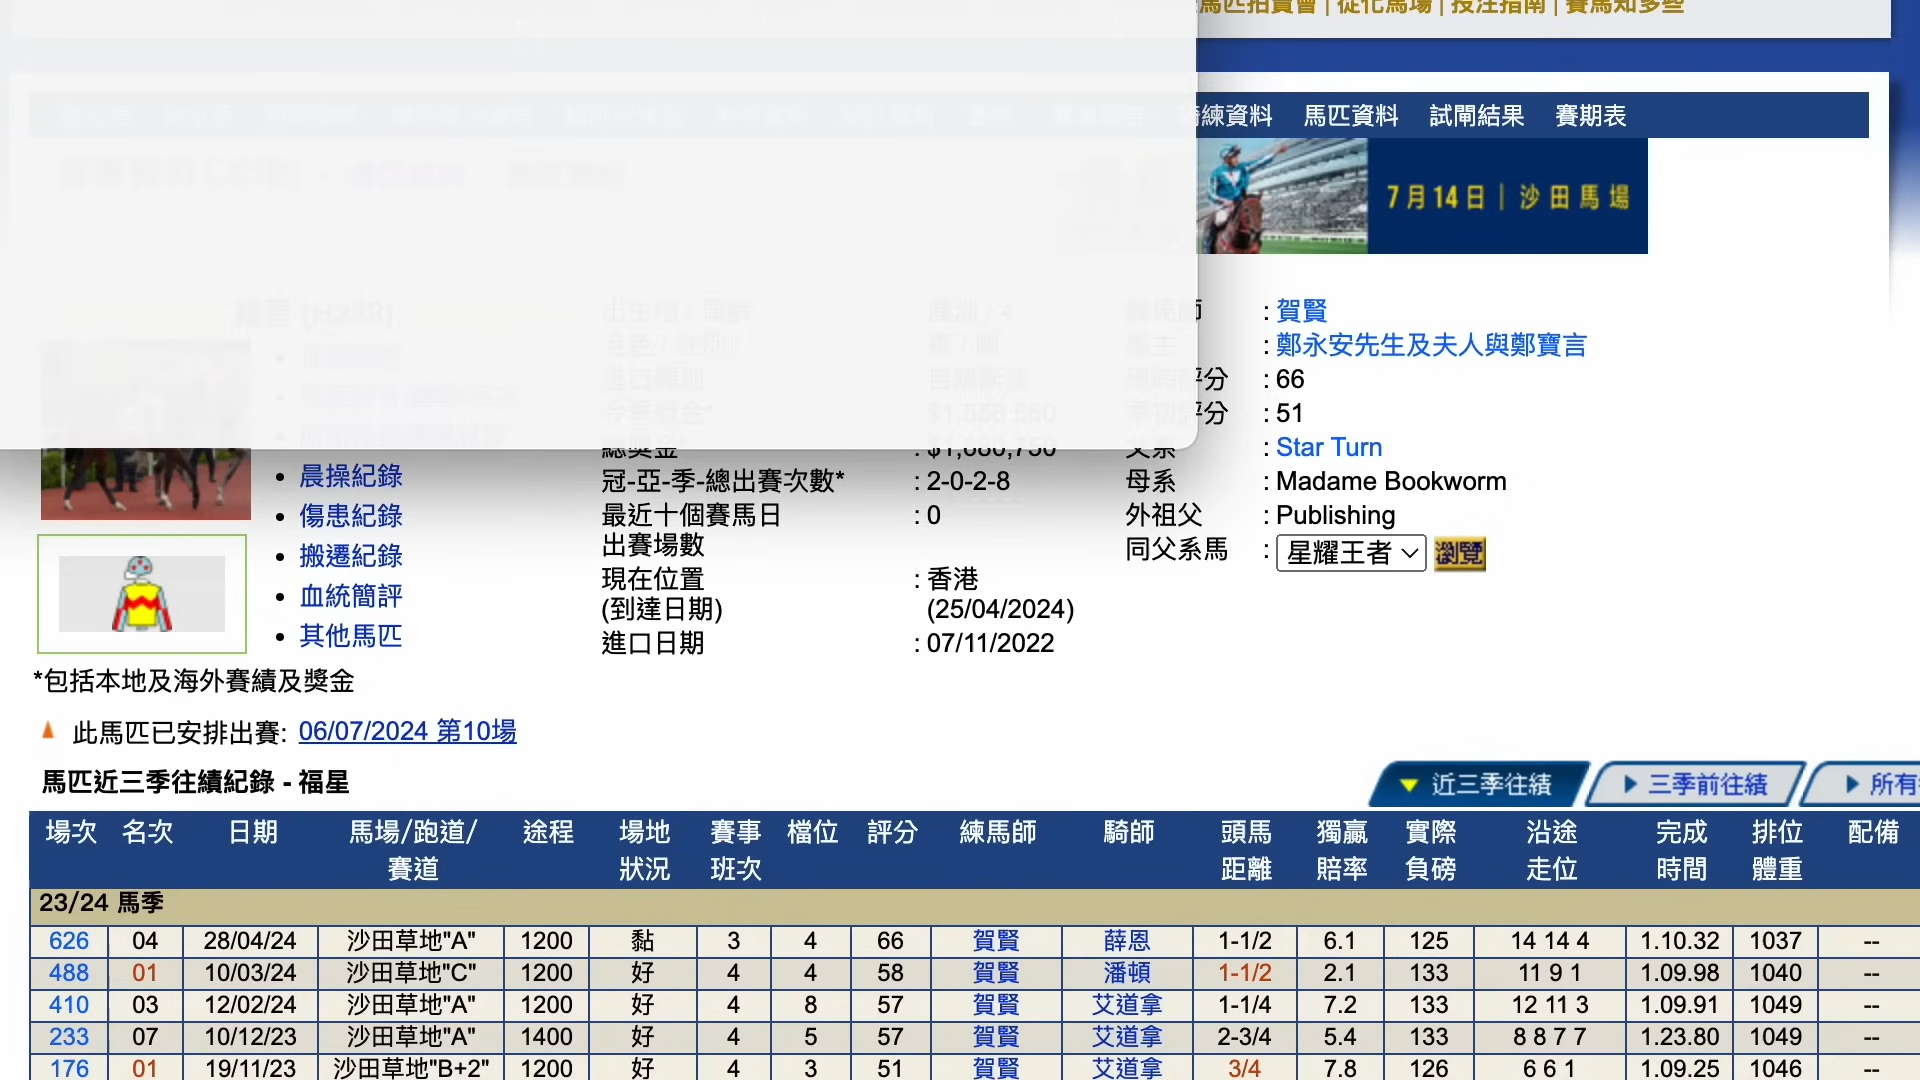 馬匹拍賣會 | 從化馬場 | 投注指南 | 賽馬知多些
騎練資料 馬匹資料 試閘結果 賽期表
7月14日 | 沙田馬場
: 賀賢
: 鄭永安先生及夫人與鄭寶言
評分 : 66
評分 : 51
總獎金* : $1,680,750
父系 : Star Turn
晨操紀錄
傷患紀錄
搬遷紀錄
血統簡評
其他馬匹
冠-亞-季-總出賽次數* : 2-0-2-8
最近十個賽馬日 : 0
出賽場數
現在位置 : 香港
(到達日期) (25/04/2024)
進口日期 : 07/11/2022
母系 : Madame Bookworm
外祖父 : Publishing
同父系馬 : 星耀王者 瀏覽
*包括本地及海外賽績及獎金
此馬匹已安排出賽: 06/07/2024 第10場
馬匹近三季往績紀錄 - 福星
近三季往績 三季前往績 所有
場次 名次 日期 馬場/跑道/賽道 途程 場地狀況 賽事班次 檔位 評分 練馬師 騎師 頭馬距離 獨贏賠率 實際負磅 沿途走位 完成時間 排位體重 配備
23/24 馬季
626 04 28/04/24 沙田草地"A" 1200 黏 3 4 66 賀賢 薛恩 1-1/2 6.1 125 14 14 4 1.10.32 1037 --
488 01 10/03/24 沙田草地"C" 1200 好 4 4 58 賀賢 潘頓 1-1/2 2.1 133 11 9 1 1.09.98 1040 --
410 03 12/02/24 沙田草地"A" 1200 好 4 8 57 賀賢 艾道拿 1-1/4 7.2 133 12 11 3 1.09.91 1049 --
233 07 10/12/23 沙田草地"A" 1400 好 4 5 57 賀賢 艾道拿 2-3/4 5.4 133 8 8 7 7 1.23.80 1049 --
176 01 19/11/23 沙田草地"B+2" 1200 好 4 3 51 賀賢 艾道拿 3/4 7.8 126 6 6 1 1.09.25 1046 --